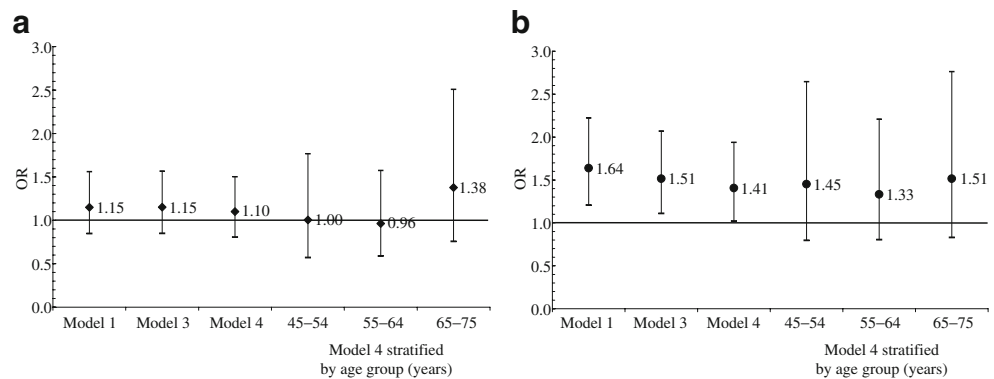 a
3.0
2.5
2.0
1.5
1.0
0.5
0.0
OR
1.15
1.15
1.10
1.00
0.96
1.38
Model 1 Model 3 Model 4 45–54 55–64 65–75
Model 4 stratified
by age group (years)
b
3.0
2.5
2.0
1.5
1.0
0.5
0.0
OR
1.64
1.51
1.41
1.45
1.33
1.51
Model 1 Model 3 Model 4 45–54 55–64 65–75
Model 4 stratified
by age group (years)